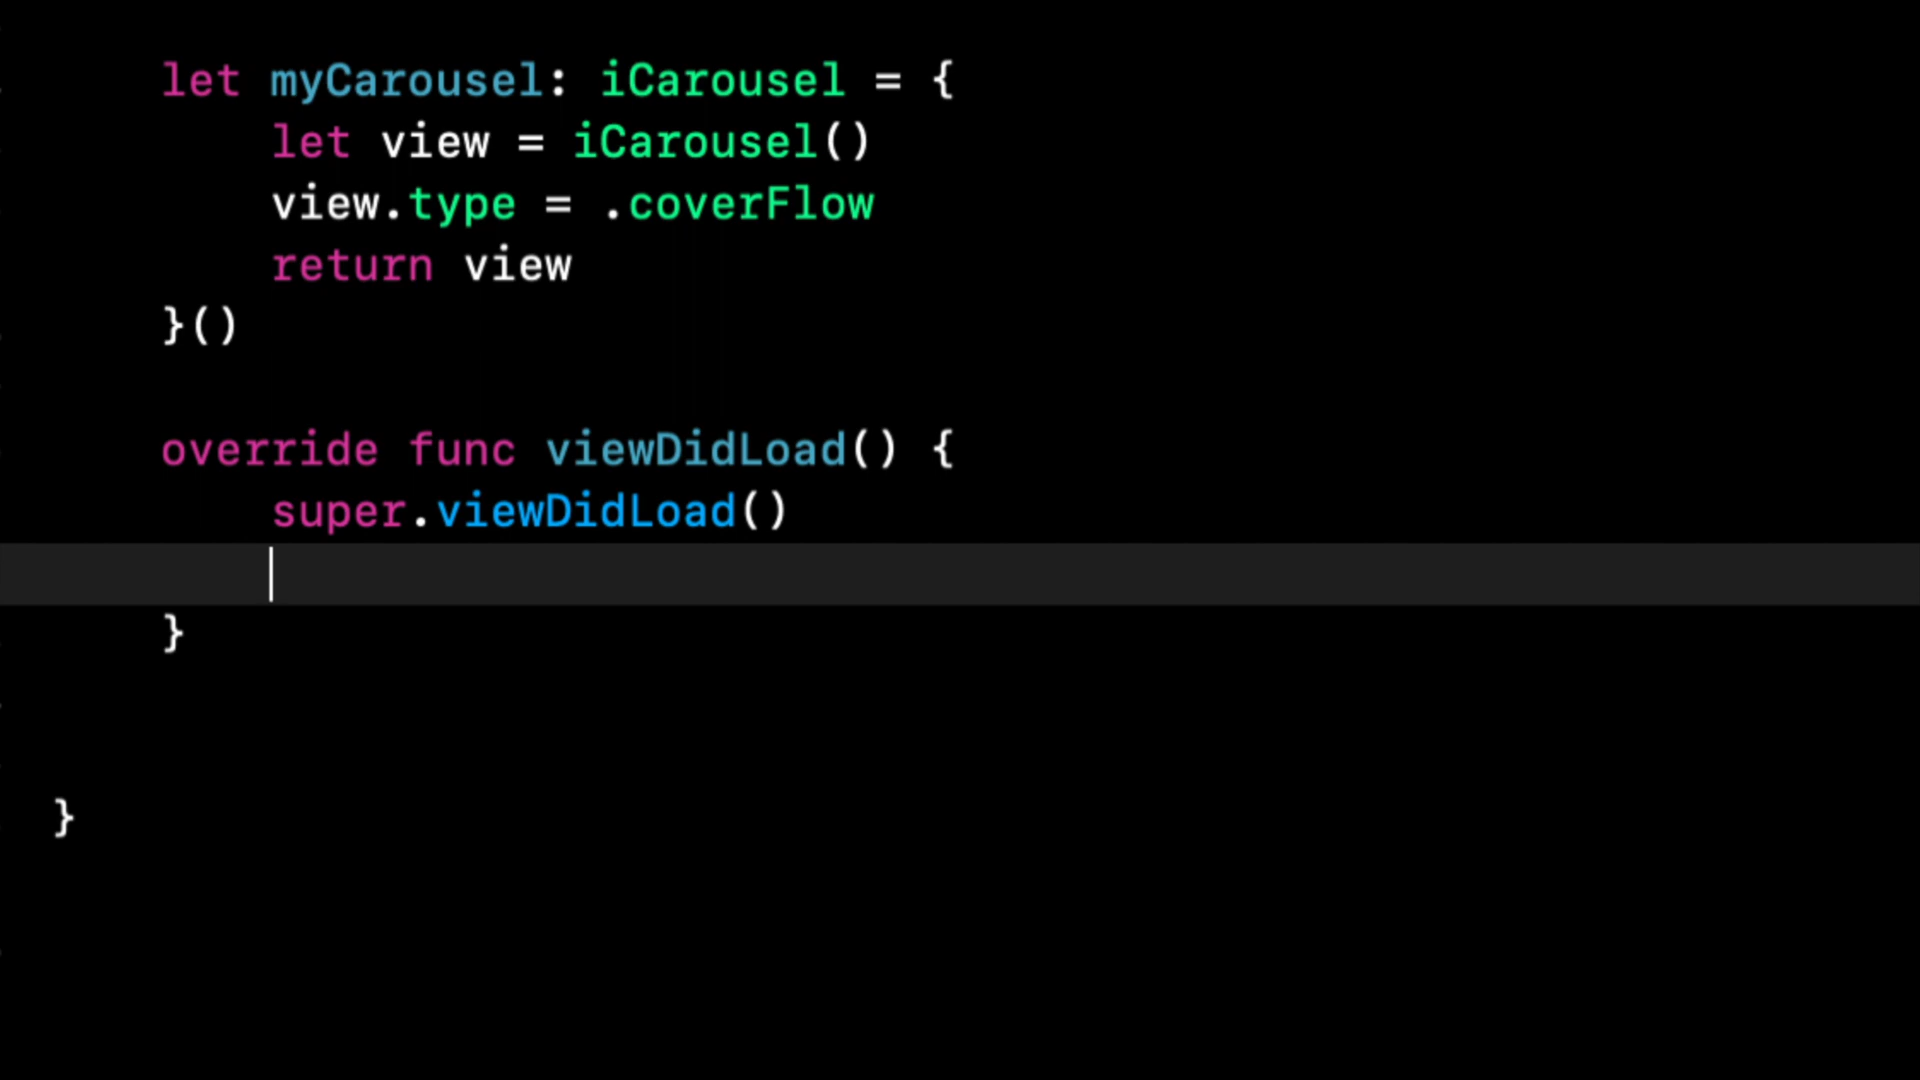 let myCarousel: iCarousel = {
let view = iCarousel()
view.type = .coverFlow
return view
}()
override func viewDidLoad() {
super.viewDidLoad()
}
}